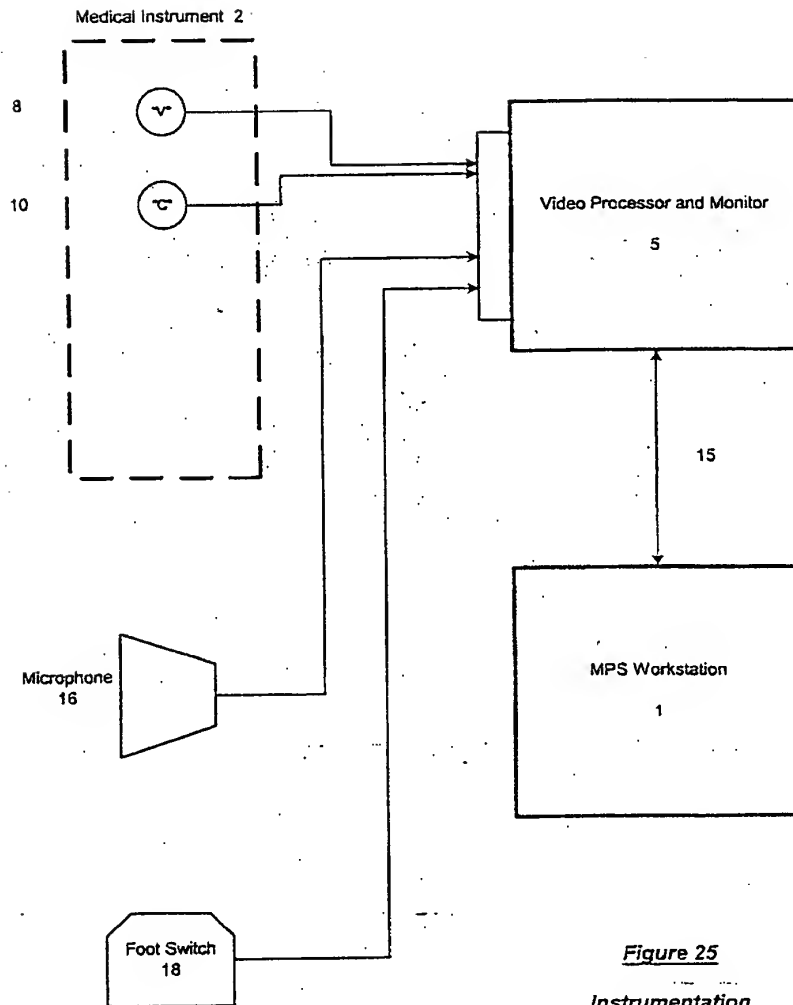 Medical Instrument 2
8
"V"
10
"C"
Video Processor and Monitor
5
15
Microphone
16
MPS Workstation
1
Foot Switch
18
Figure 25
Instrumentation